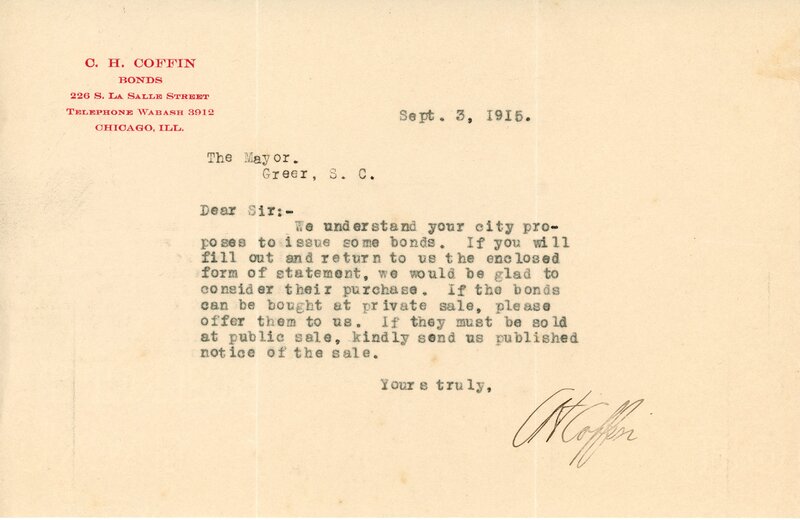 C. H. COFFIN
BONDS
226 S. LA SALLE STREET
TELEPHONE WABASH 3912
CHICAGO, ILL.
Sept. 3, 1915.
The Mayor.
Greer, S. C.
Dear Sir:-
We understand your city pro-
poses to issue some bonds. If you will
fill out and return to us the enclosed
form of statement, we would be glad to
consider their purchase. If the bonds
can be bought at private sale, please
offer them to us. If they must be sold
at public sale, kindly send us published
notice of the sale.
Yours truly,
CH Coffin